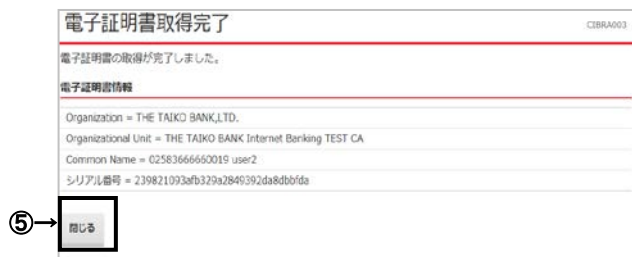 電子証明書取得完了 CIBRA003
電子証明書の取得が完了しました。
電子証明書情報
Organization = THE TAIKO BANK,LTD.
Organizational Unit = THE TAIKO BANK Internet Banking TEST CA
Common Name = 02583666660019 user2
シリアル番号 = 239821093afb329a2849392da8dbbfda
⑤→ 閉じる